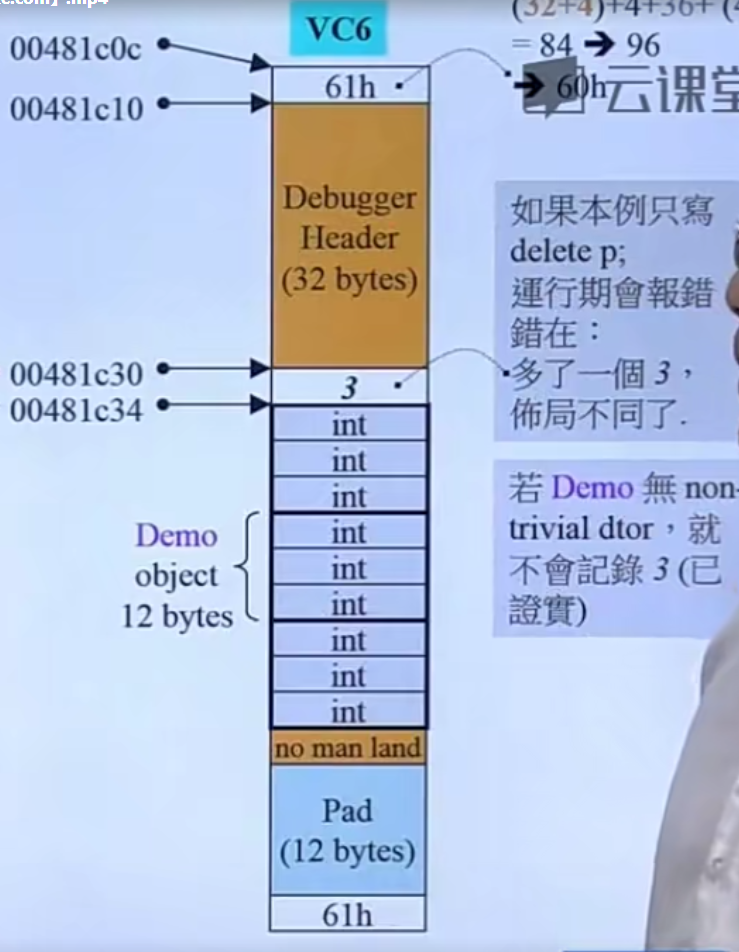 .mp4
(32+4)+4+36+ (4
= 84 ➔ 96
➔ 60h
云课堂
VC6
00481c0c
61h
00481c10
Debugger
Header
(32 bytes)
00481c30
3
00481c34
int
int
int
int
int
int
int
int
int
Demo
object
12 bytes
no man land
Pad
(12 bytes)
61h
如果本例只寫
delete p;
運行期會報錯
錯在：
多了一個 3，
佈局不同了.
若 Demo 無 non-
trivial dtor，就
不會記錄 3 (已
證實)